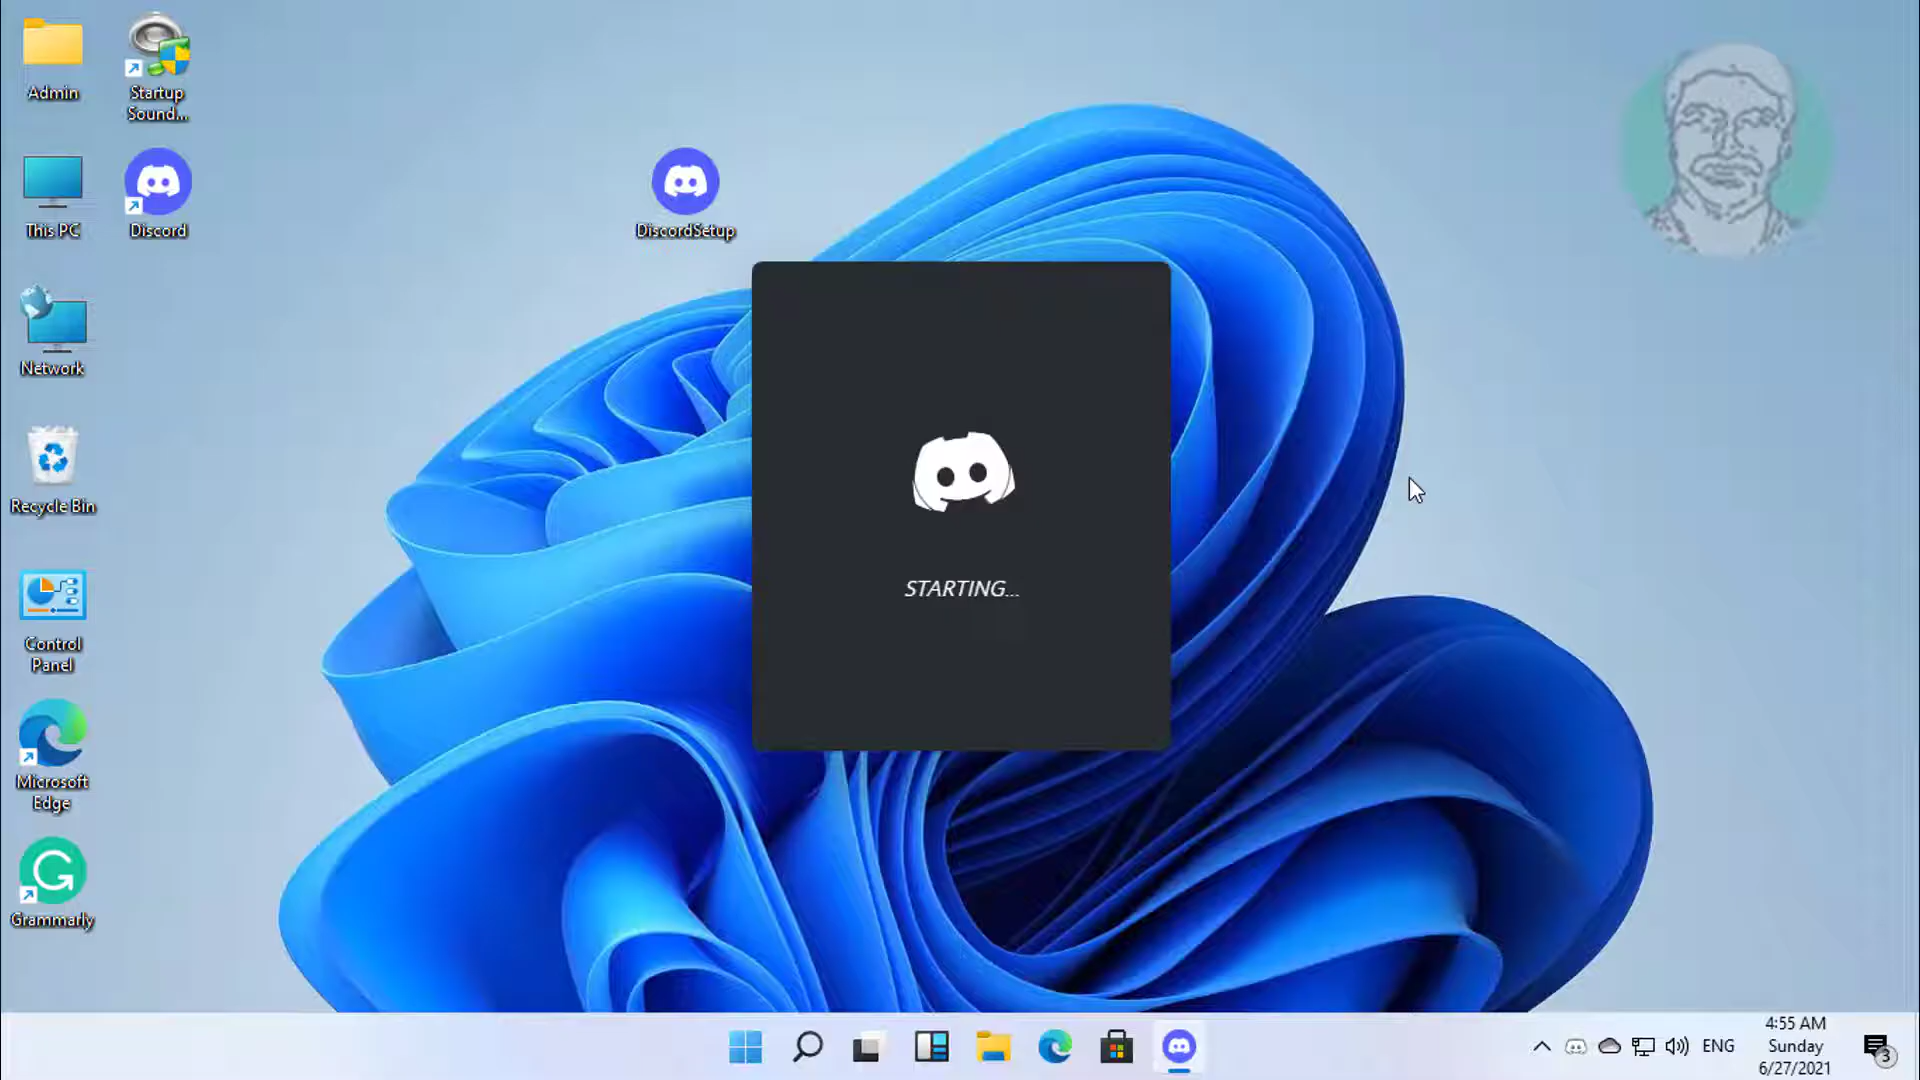 Admin
Startup
Sound...
This PC
Discord
DiscordSetup
Network
Recycle Bin
STARTING...
Control
Panel
Microsoft
Edge
Grammarly
ENG
4:55 AM
Sunday
6/27/2021
3